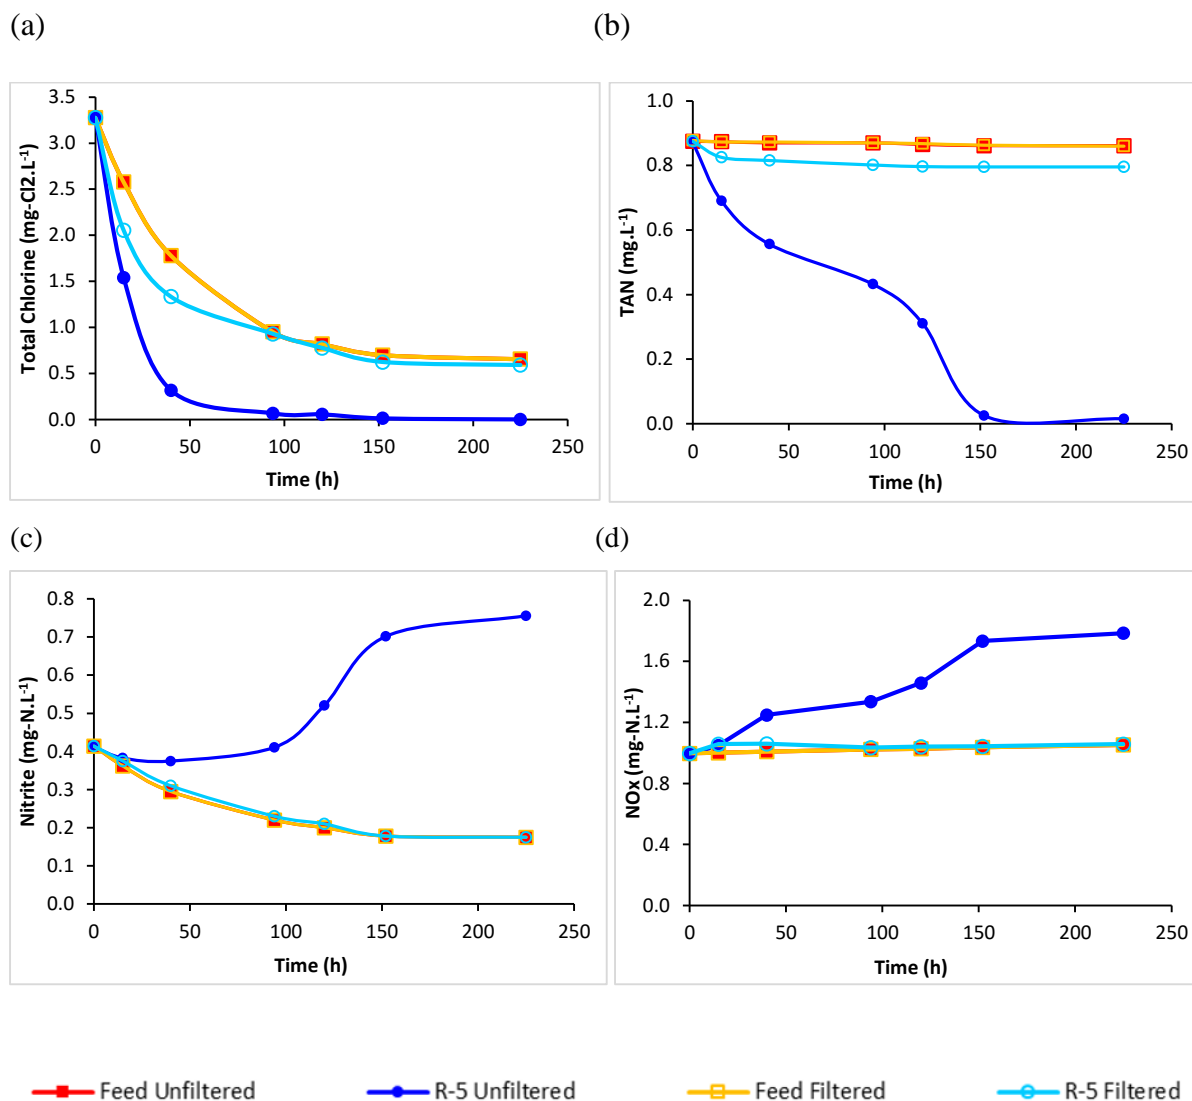 (a)
(b)
3.5
3.0
2.5
2.0
1.5
1.0
0.5
0.0
Total Chlorine (mg-Cl2.L-1)
0 50 100 150 200 250
Time (h)
1.0
0.8
0.6
0.4
0.2
0.0
TAN (mg.L-1)
0 50 100 150 200 250
Time (h)
(c)
(d)
0.8
0.7
0.6
0.5
0.4
0.3
0.2
0.1
0.0
Nitrite (mg-N.L-1)
0 50 100 150 200 250
Time (h)
2.0
1.6
1.2
0.8
0.4
0.0
NOx (mg-N.L-1)
0 50 100 150 200 250
Time (h)
Feed Unfiltered R-5 Unfiltered Feed Filtered R-5 Filtered